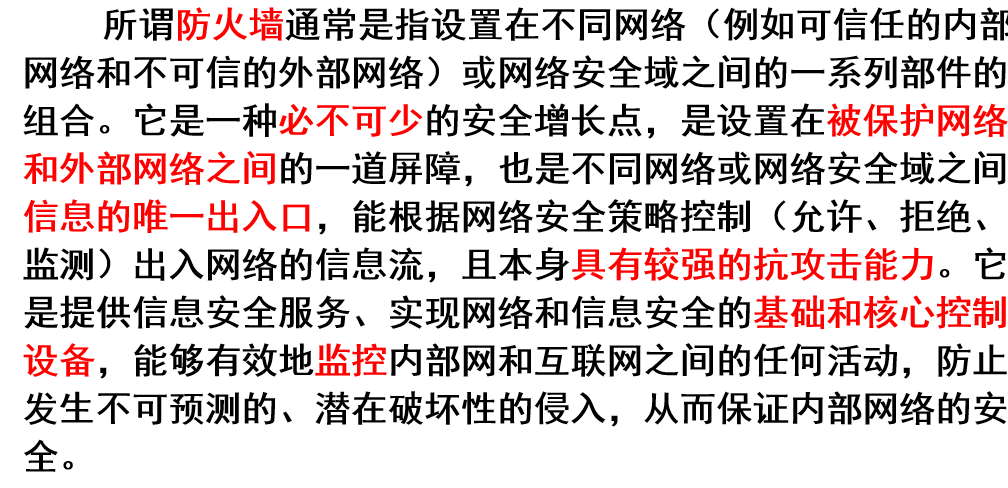 所谓防火墙通常是指设置在不同网络（例如可信任的内部
网络和不可信的外部网络）或网络安全域之间的一系列部件的
组合。它是一种必不可少的安全增长点，是设置在被保护网络
和外部网络之间的一道屏障，也是不同网络或网络安全域之间
信息的唯一出入口，能根据网络安全策略控制（允许、拒绝、
监测）出入网络的信息流，且本身具有较强的抗攻击能力。它
是提供信息安全服务、实现网络和信息安全的基础和核心控制
设备，能够有效地监控内部网和互联网之间的任何活动，防止
发生不可预测的、潜在破坏性的侵入，从而保证内部网络的安
全。